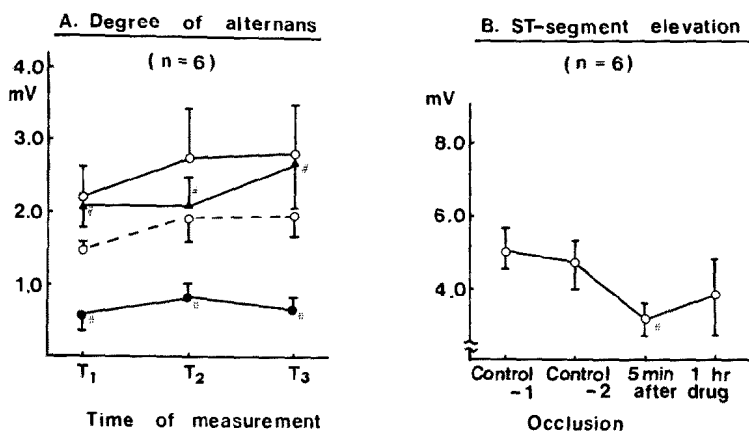 A. Degree of alternans
(n=6)
4.0
mV
3.0
2.0
1.0
#
#
#
#
#
#
T1
T2
T3
Time of measurement
B. ST-segment elevation
(n=6)
mV
8.0
6.0
4.0
#
Control -1
Control -2
5min after
1 hr drug
Occlusion